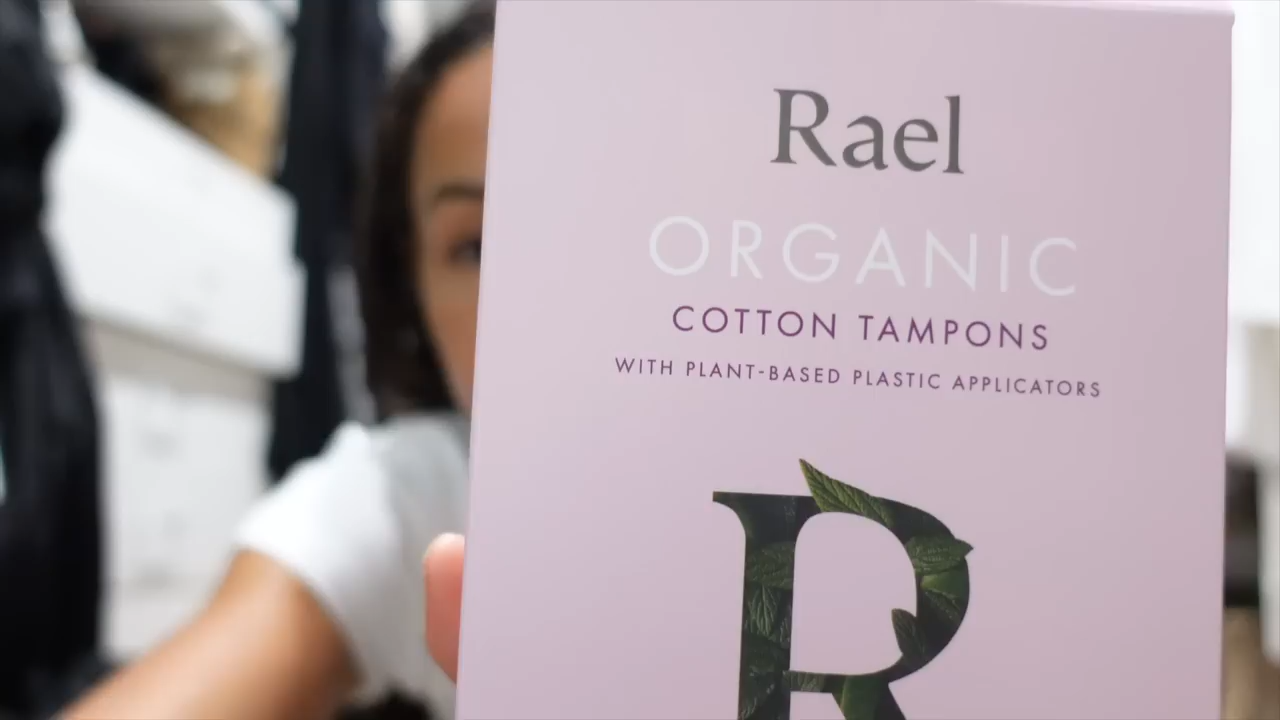 Rael
ORGANIC
COTTON TAMPONS
WITH PLANT-BASED PLASTIC APPLICATORS
R